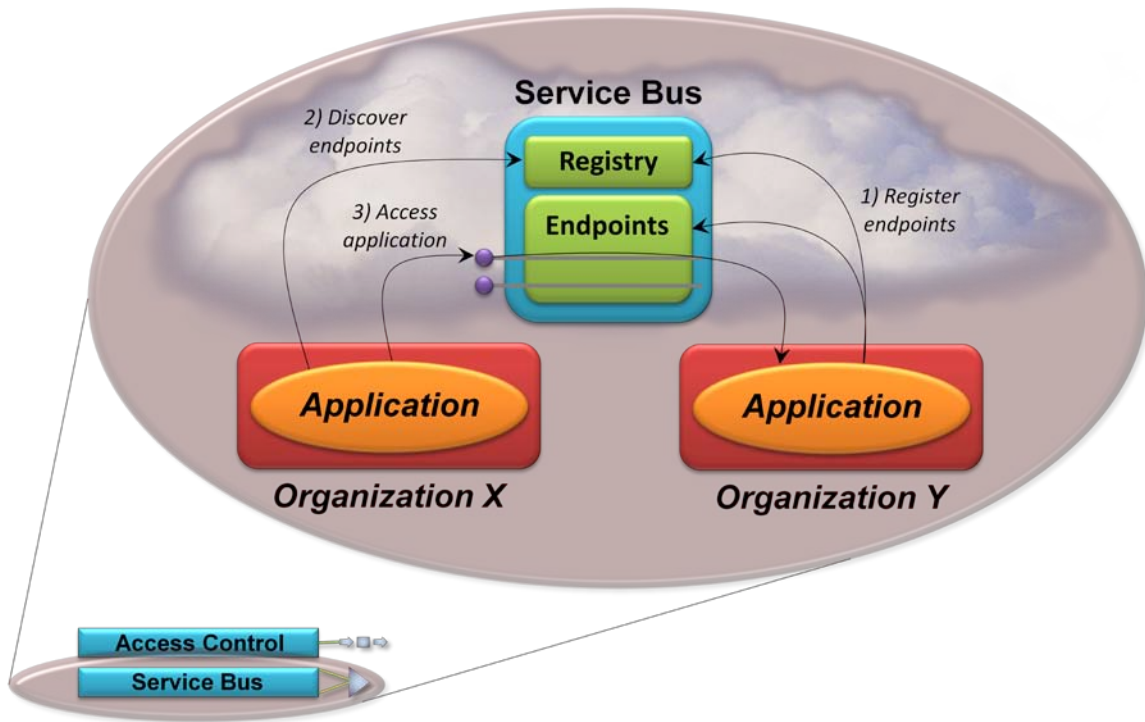 Service Bus
2) Discover
endpoints
Registry
1) Register
endpoints
3) Access
application
Endpoints
Application
Application
Organization X
Organization Y
Access Control
Service Bus